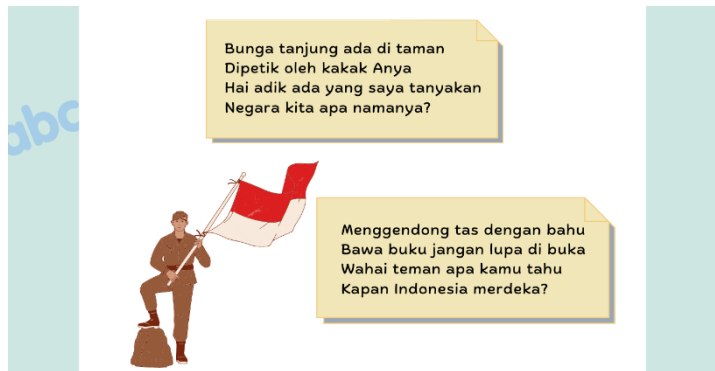 Bunga tanjung ada di taman
Dipetik oleh kakak Anya
Hai adik ada yang saya tanyakan
Negara kita apa namanya?
abc
Menggendong tas dengan bahu
Bawa buku jangan lupa di buka
Wahai teman apa kamu tahu
Kapan Indonesia merdeka?